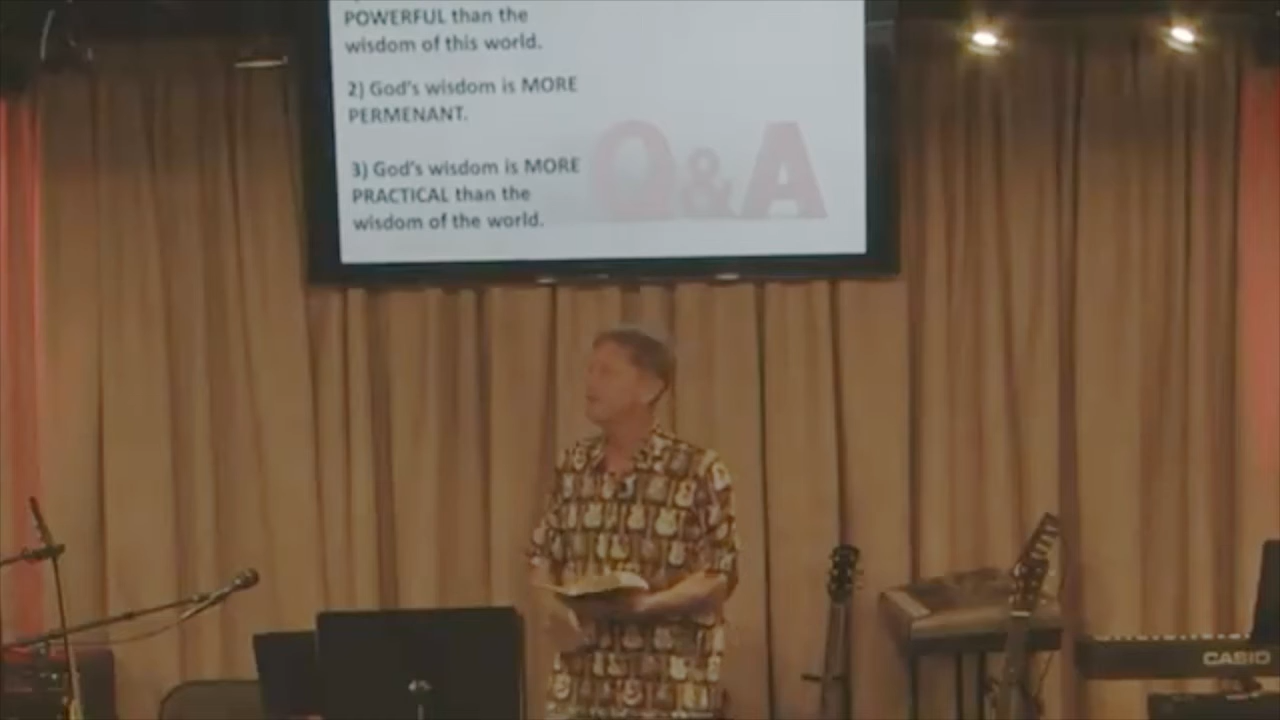 POWERFUL than the
wisdom of this world.
2) God's wisdom is MORE
PERMENANT.
3) God's wisdom is MORE
PRACTICAL than the
wisdom of the world.
Q&A
CASIO